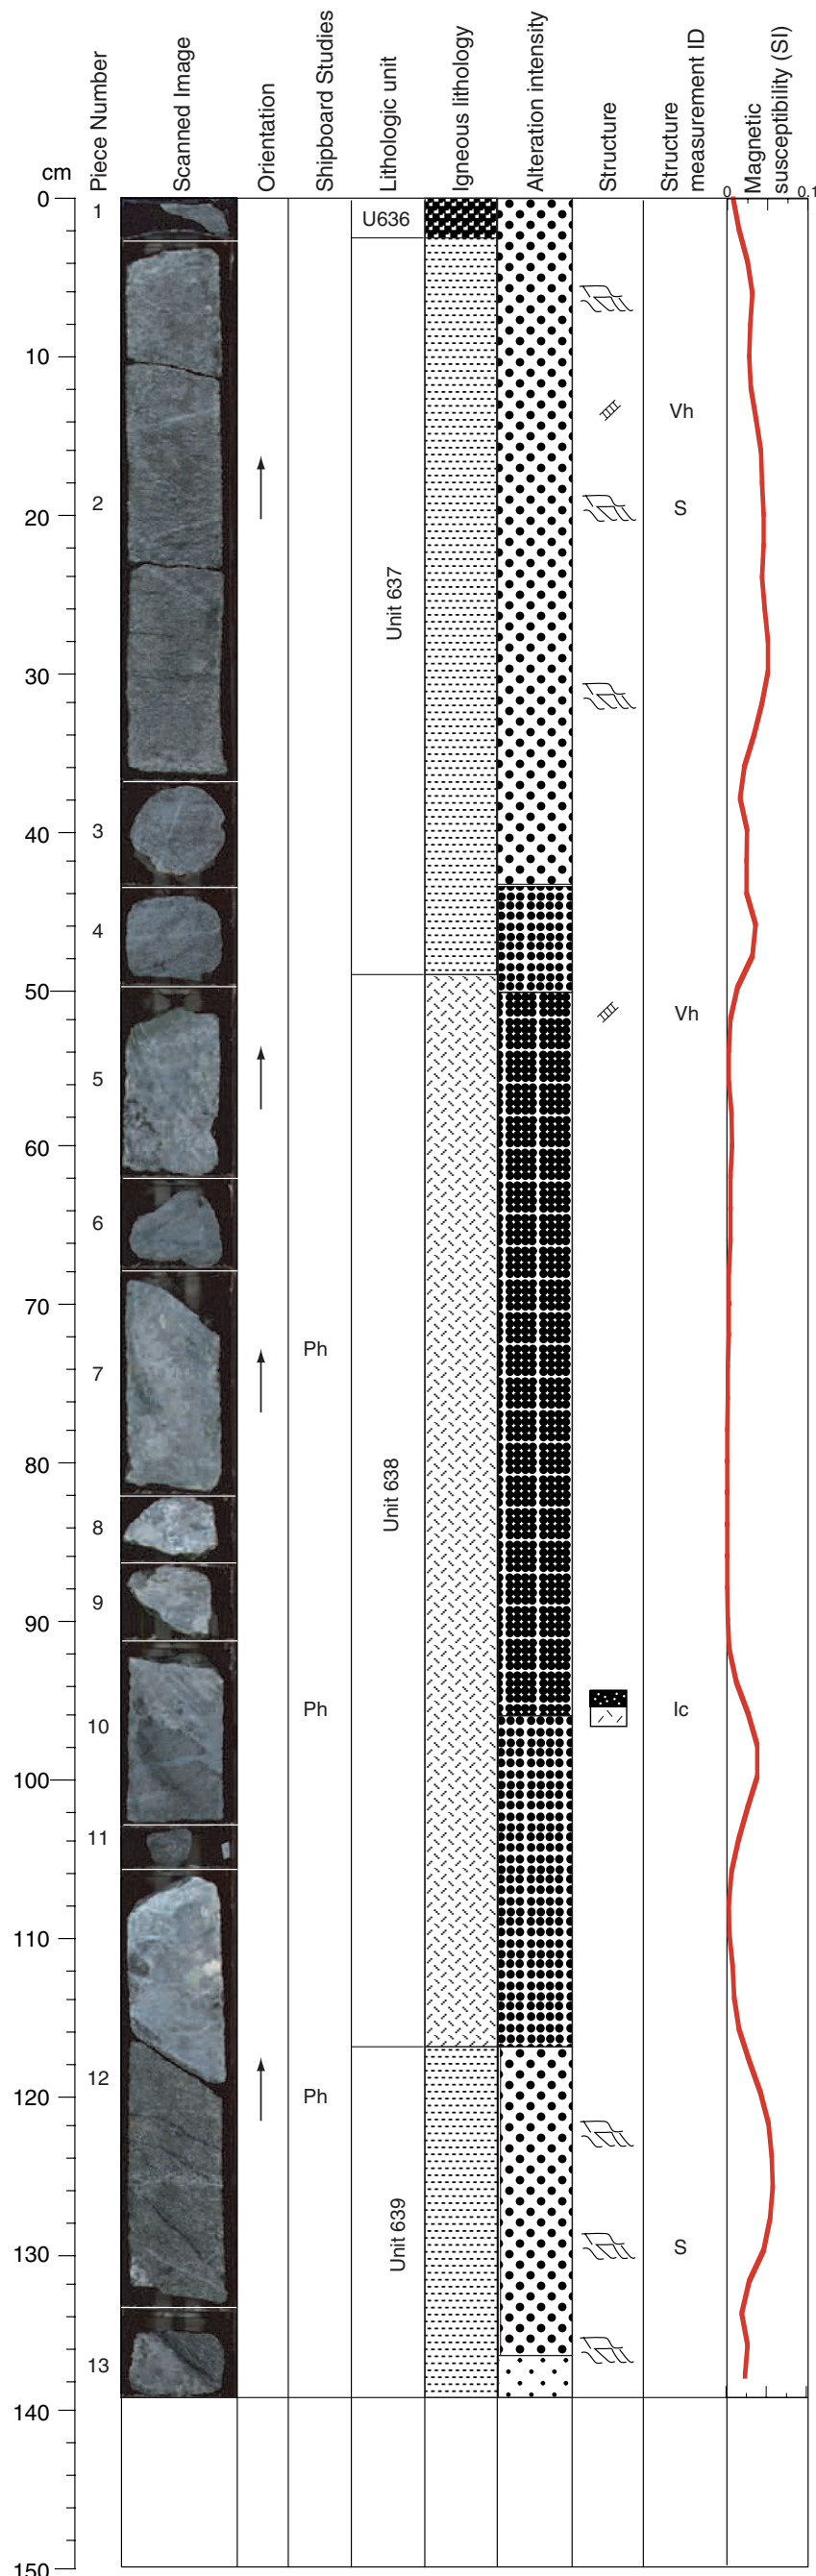 cm
Piece Number
Scanned Image
Orientation
Shipboard Studies
Lithologic unit
Igneous lithology
Alteration intensity
Structure
Structure
measurement ID
Magnetic
susceptibility (SI)
0
0.1
0
1
U636
10
Vh
2
20
S
Unit 637
30
3
40
4
50
Vh
5
60
6
70
Ph
7
80
Unit 638
8
9
90
Ph
Ic
10
100
11
110
12
120
Ph
Unit 639
130
S
13
140
150